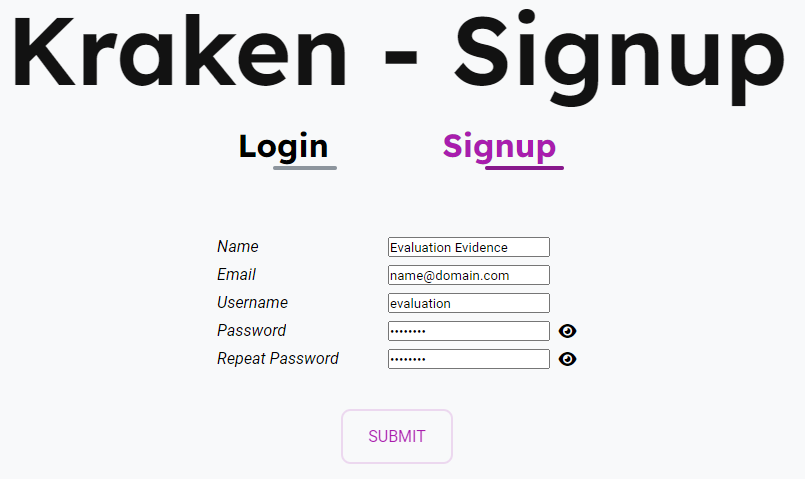 Kraken - Signup
Login Signup
Name Evaluation Evidence
Email name@domain.com
Username evaluation
Password ••••••••
Repeat Password ••••••••
SUBMIT